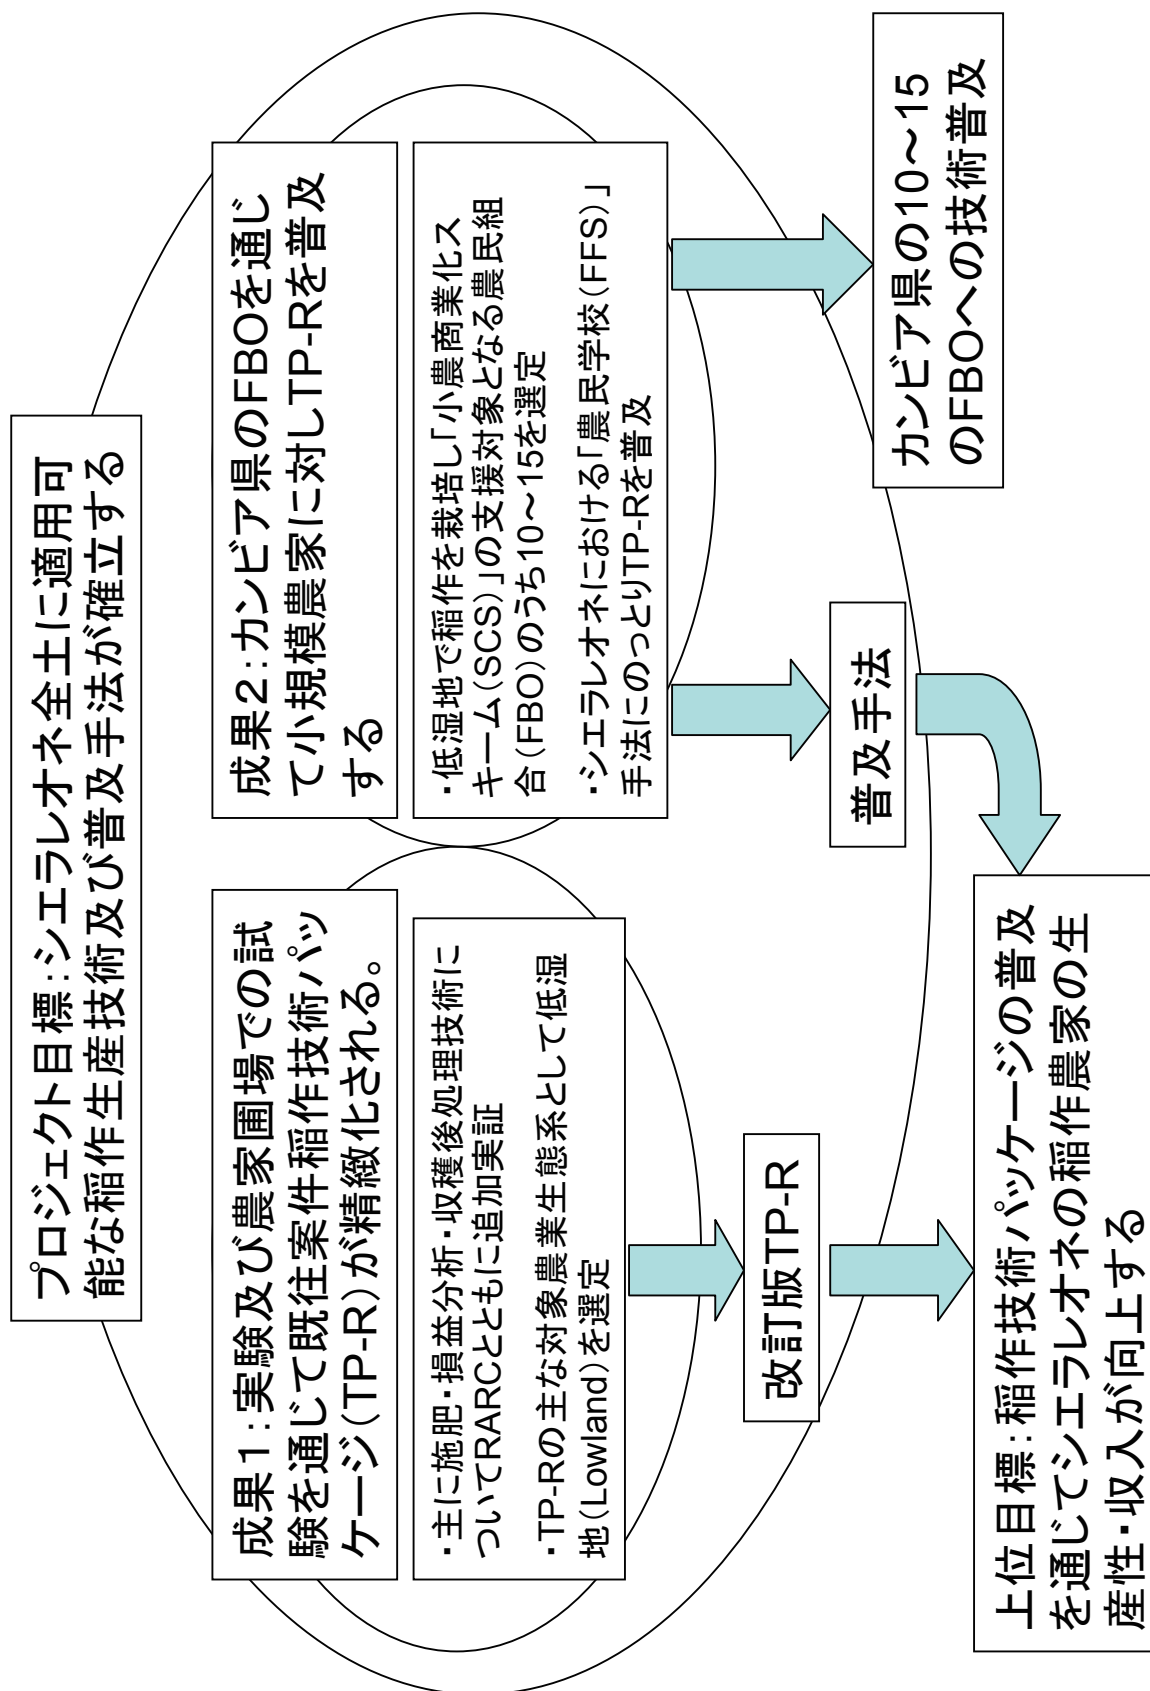 プロジェクト目標：シエラレオネ全土に適用可
能な稲作生産技術及び普及手法が確立する
成果１：実験及び農家圃場での試
験を通じて既往案件稲作技術パッ
ケージ（TP-R）が精緻化される。
・主に施肥・損益分析・収穫後処理技術に
ついてRARCとともに追加実証
・TP-Rの主な対象農業生態系として低湿
地（Lowland）を選定
成果２：カンビア県のFBOを通じ
て小規模農家に対しTP-Rを普及
する
・低湿地で稲作を栽培し「小農商業化ス
キーム（SCS）」の支援対象となる農民組
合（FBO）のうち10～15を選定
・シエラレオネにおける「農民学校（FFS）」
手法にのっとりTP-Rを普及
改訂版TP-R
普及手法
カンビア県の10～15
のFBOへの技術普及
上位目標：稲作技術パッケージの普及
を通じてシエラレオネの稲作農家の生
産性・収入が向上する